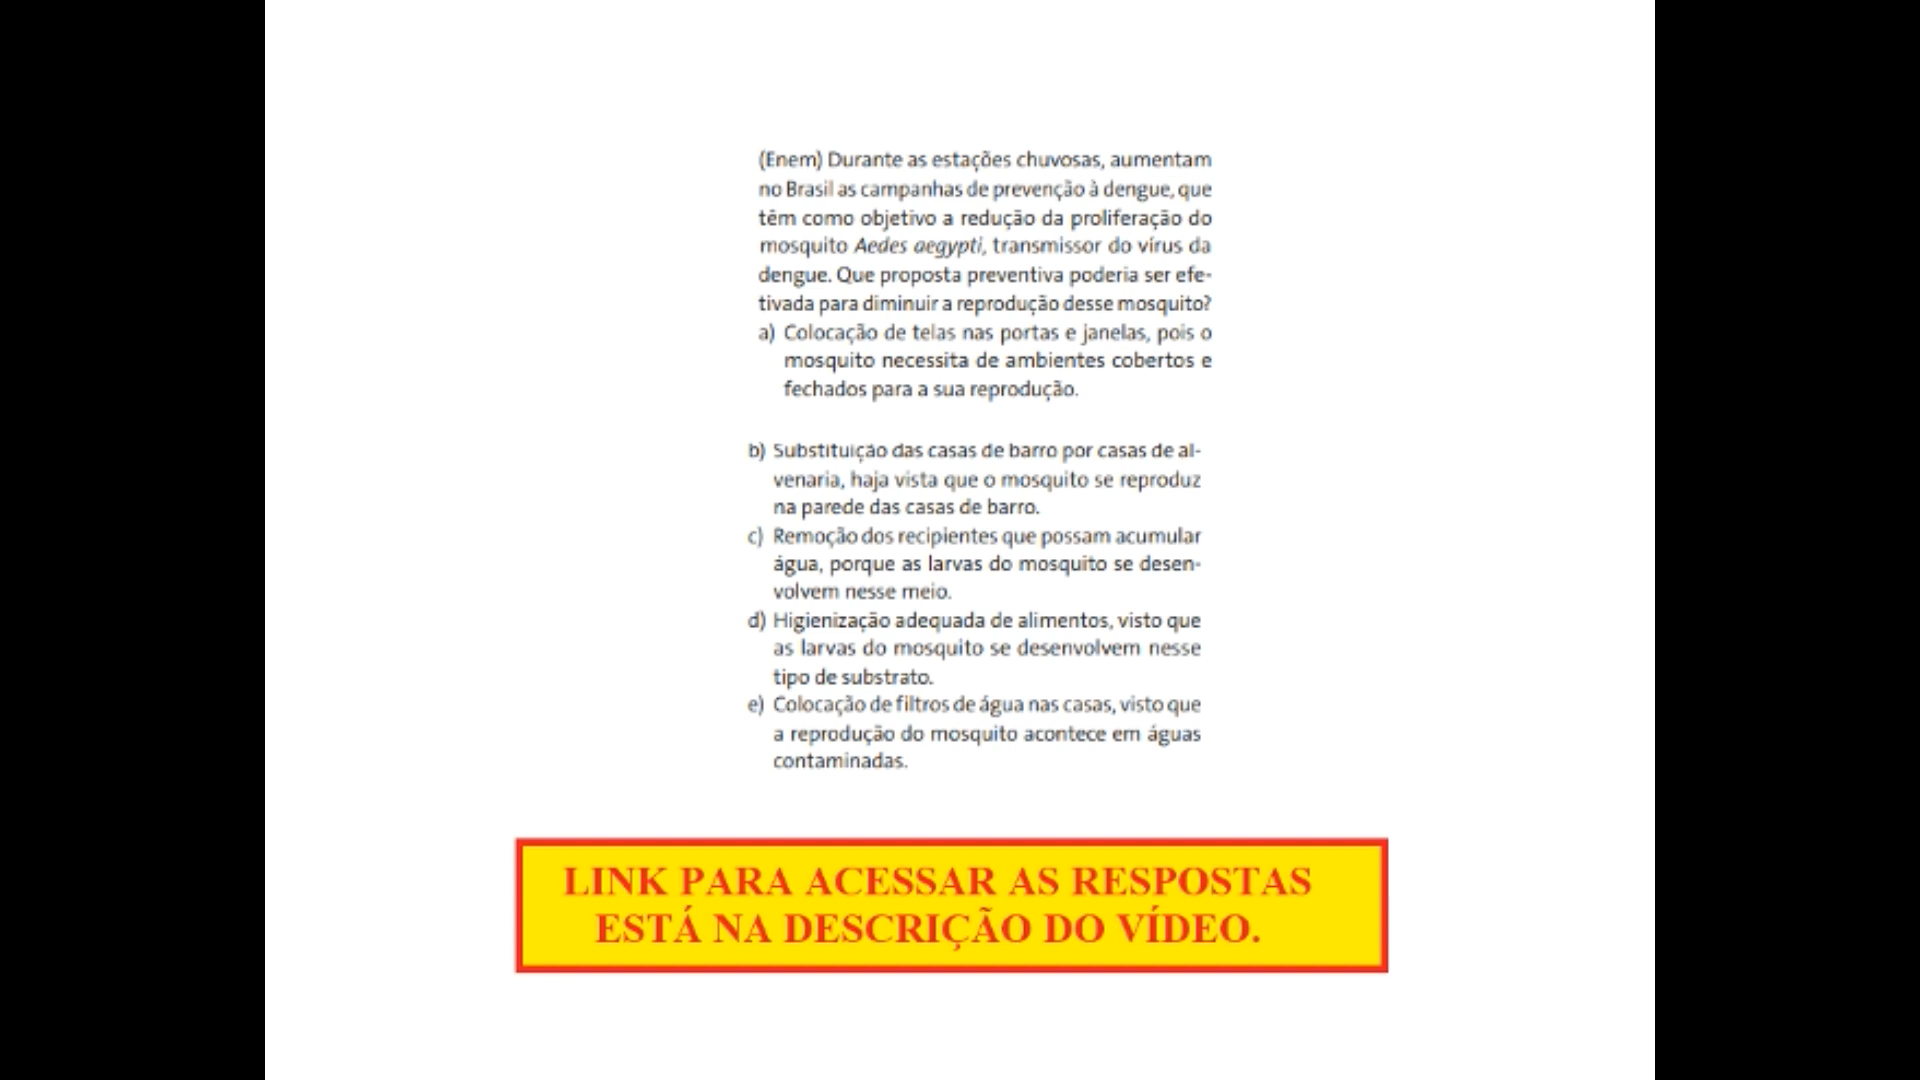 (Enem) Durante as estações chuvosas, aumentam
no Brasil as campanhas de prevenção à dengue, que
têm como objetivo a redução da proliferação do
mosquito Aedes aegypti, transmissor do vírus da
dengue. Que proposta preventiva poderia ser efe-
tivada para diminuir a reprodução desse mosquito?
a) Colocação de telas nas portas e janelas, pois o
mosquito necessita de ambientes cobertos e
fechados para a sua reprodução.
b) Substituição das casas de barro por casas de al-
venaria, haja vista que o mosquito se reproduz
na parede das casas de barro.
c) Remoção dos recipientes que possam acumular
água, porque as larvas do mosquito se desen-
volvem nesse meio.
d) Higienização adequada de alimentos, visto que
as larvas do mosquito se desenvolvem nesse
tipo de substrato.
e) Colocação de filtros de água nas casas, visto que
a reprodução do mosquito acontece em águas
contaminadas.
LINK PARA ACESSAR AS RESPOSTAS
ESTÁ NA DESCRIÇÃO DO VÍDEO.